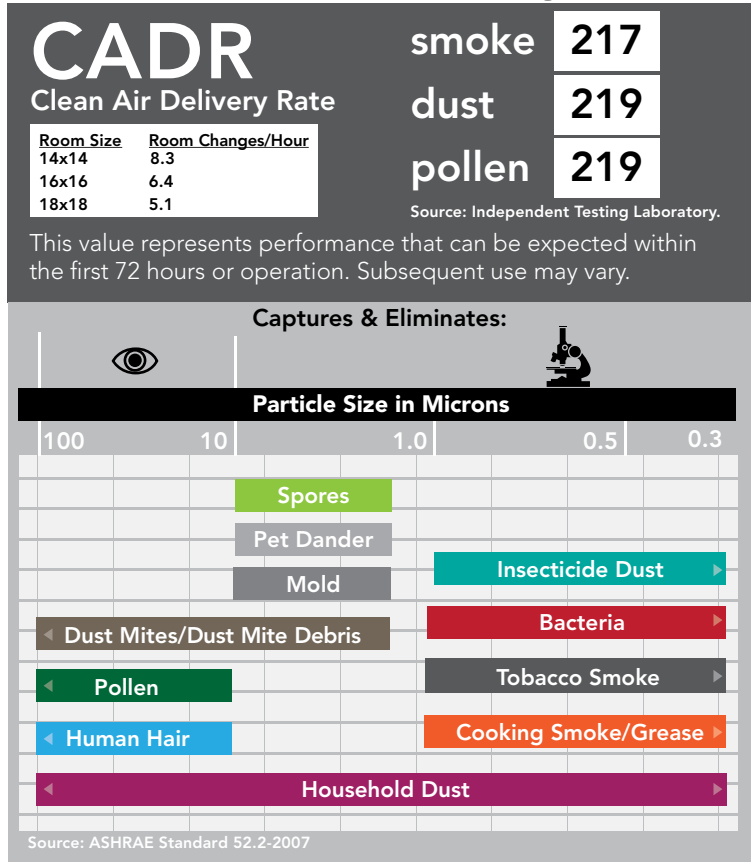 CADR
Clean Air Delivery Rate
Room Size Room Changes/Hour
14x14 8.3
16x16 6.4
18x18 5.1
smoke 217
dust 219
pollen 219
Source: Independent Testing Laboratory.
This value represents performance that can be expected within
the first 72 hours or operation. Subsequent use may vary.
Captures & Eliminates:
Particle Size in Microns
100 10 1.0 0.5 0.3
Spores
Pet Dander
Mold
Insecticide Dust
Dust Mites/Dust Mite Debris
Bacteria
Pollen
Tobacco Smoke
Human Hair
Cooking Smoke/Grease
Household Dust
Source: ASHRAE Standard 52.2-2007